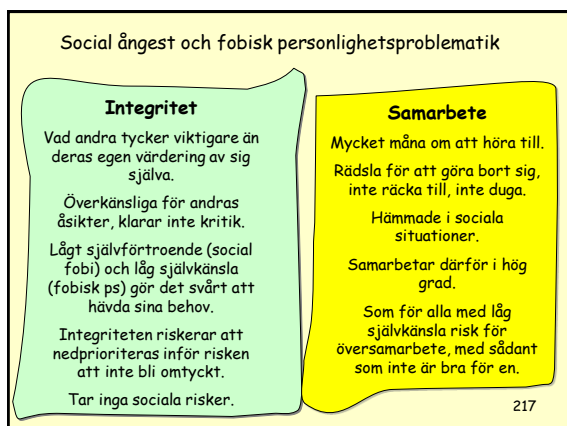 Social ångest och fobisk personlighetsproblematik
Integritet
Vad andra tycker viktigare än
deras egen värdering av sig
själva.
Överkänsliga för andras
åsikter, klarar inte kritik.
Lågt självförtroende (social
fobi) och låg självkänsla
(fobisk ps) gör det svårt att
hävda sina behov.
Integriteten riskerar att
nedprioriteras inför risken
att inte bli omtyckt.
Tar inga sociala risker.
Samarbete
Mycket måna om att höra till.
Rädsla för att göra bort sig,
inte räcka till, inte duga.
Hämmade i sociala
situationer.
Samarbetar därför i hög
grad.
Som för alla med låg
självkänsla risk för
översamarbete, med sådant
som inte är bra för en.
217